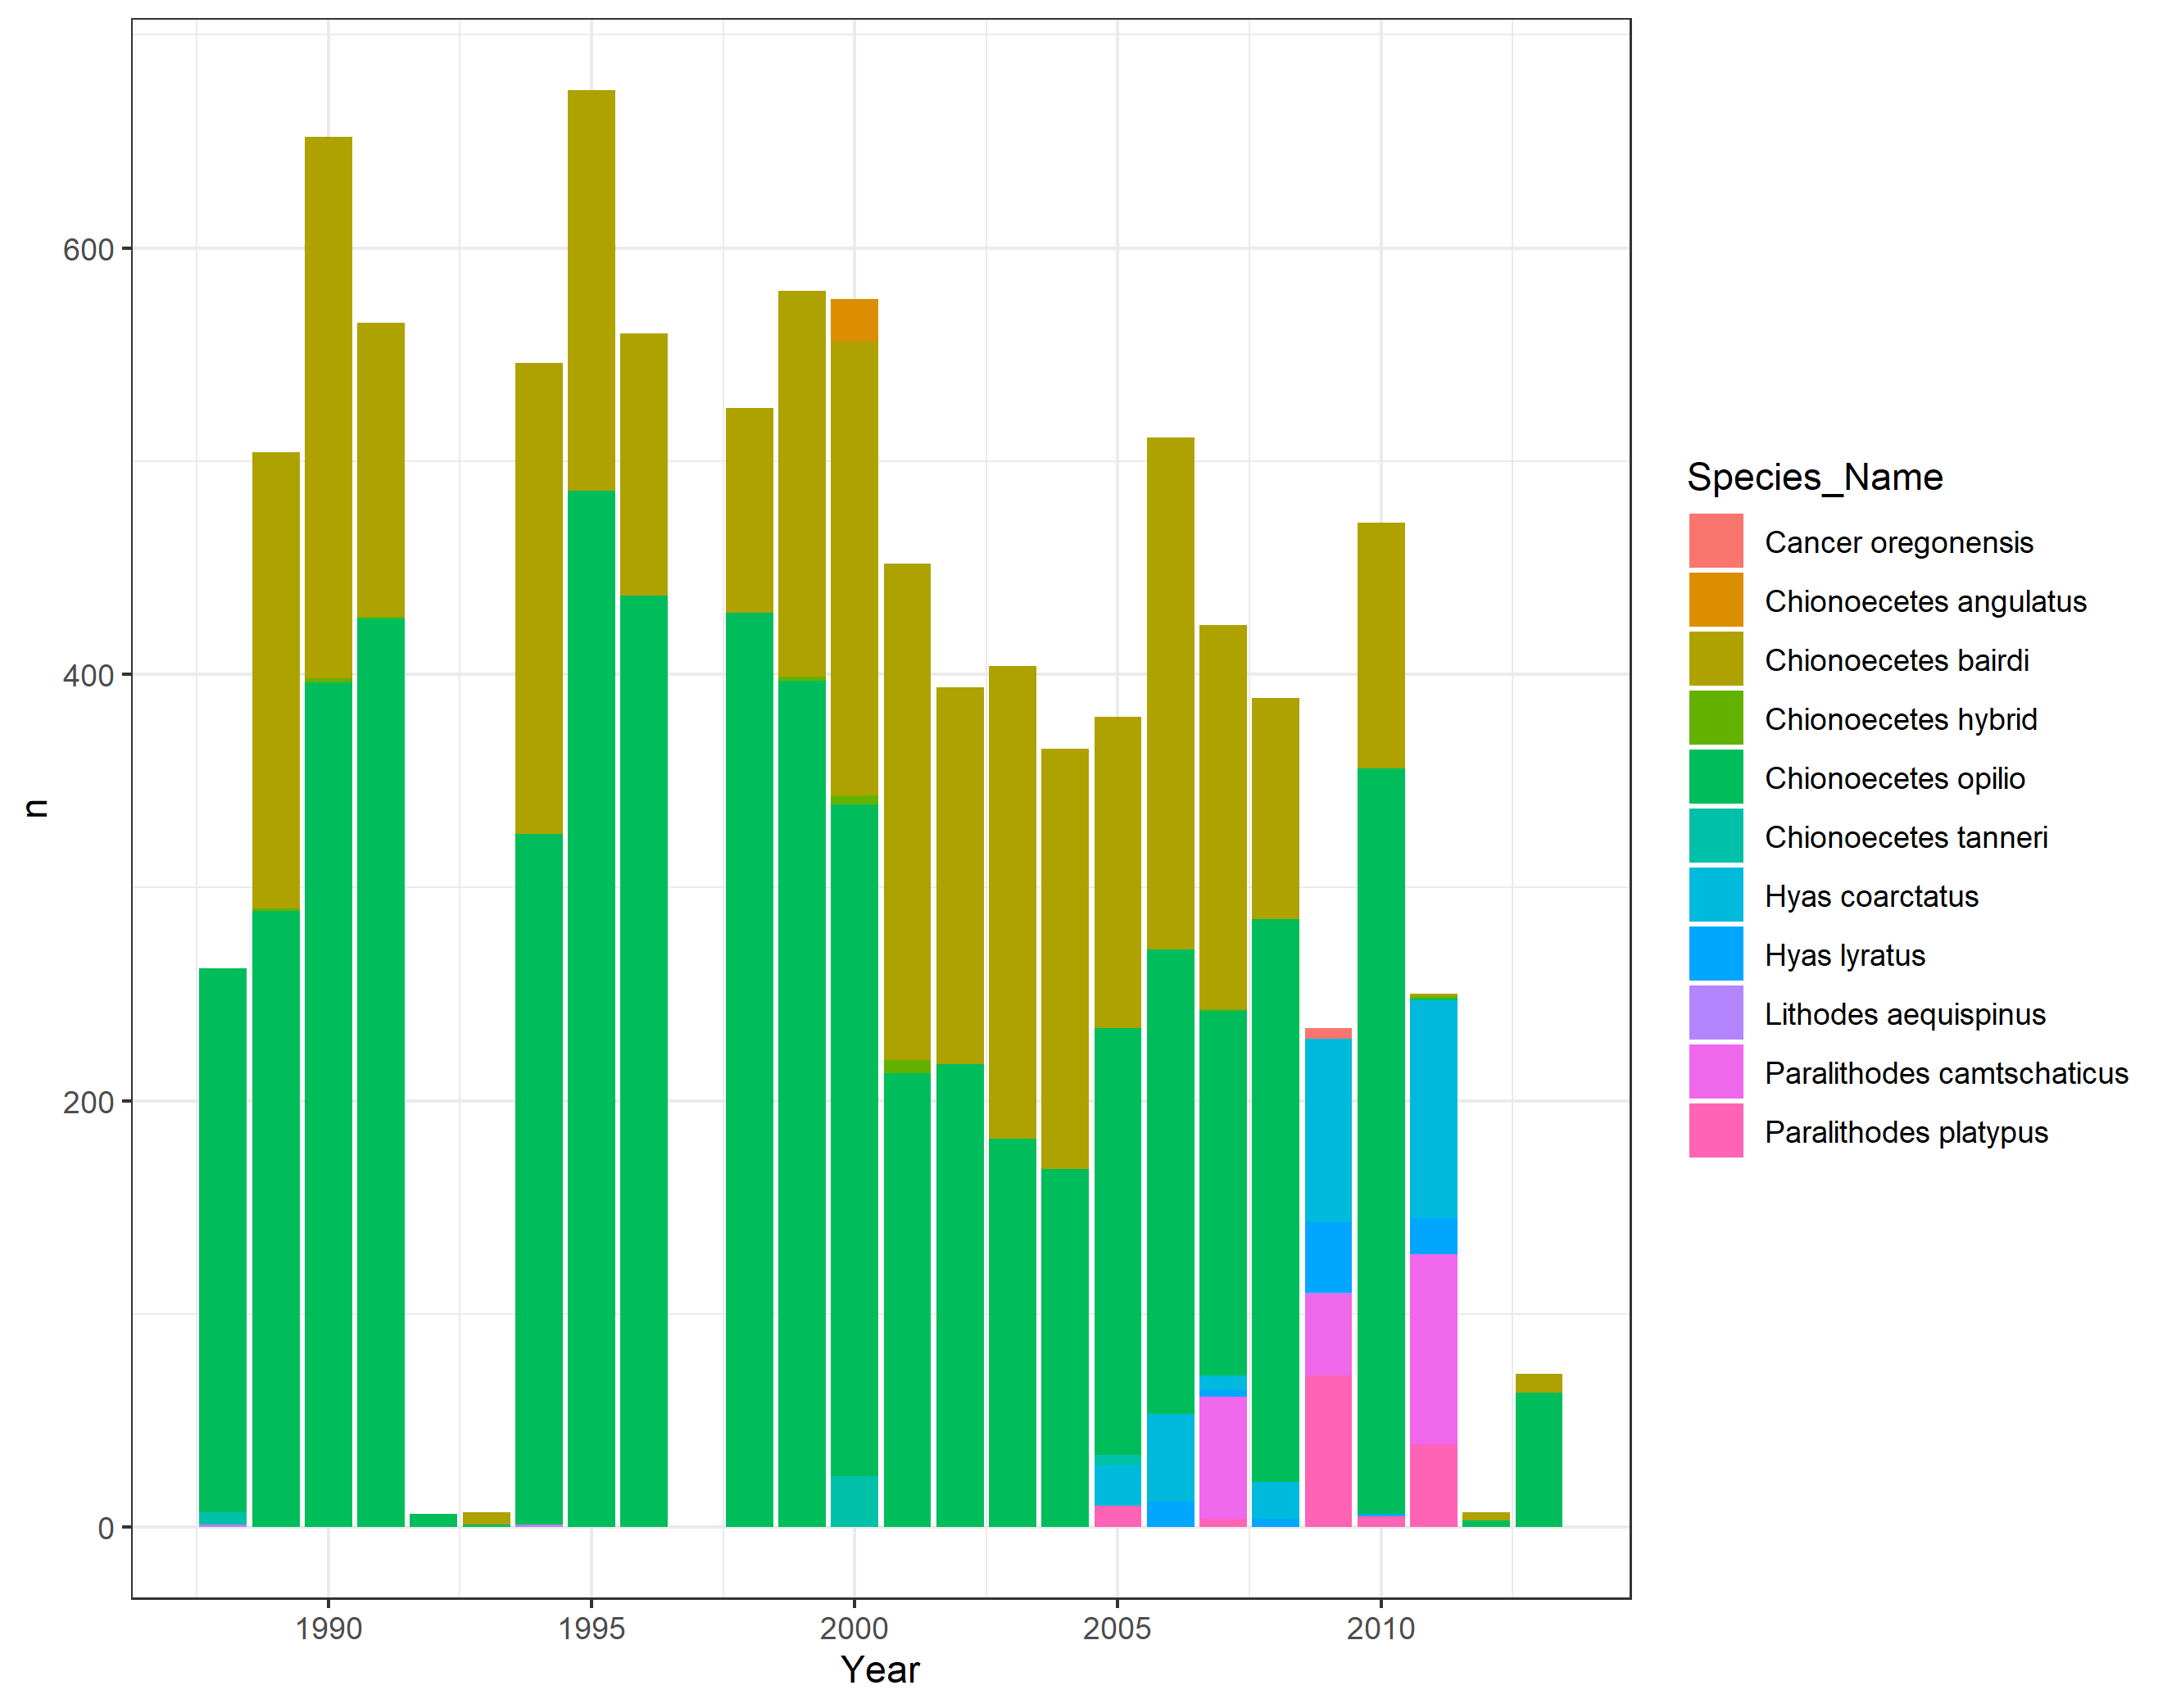 600
400
200
0
n
1990
1995
2000
2005
2010
Year
Species_Name
Cancer oregonensis
Chionoecetes angulatus
Chionoecetes bairdi
Chionoecetes hybrid
Chionoecetes opilio
Chionoecetes tanneri
Hyas coarctatus
Hyas lyratus
Lithodes aequispinus
Paralithodes camtschaticus
Paralithodes platypus